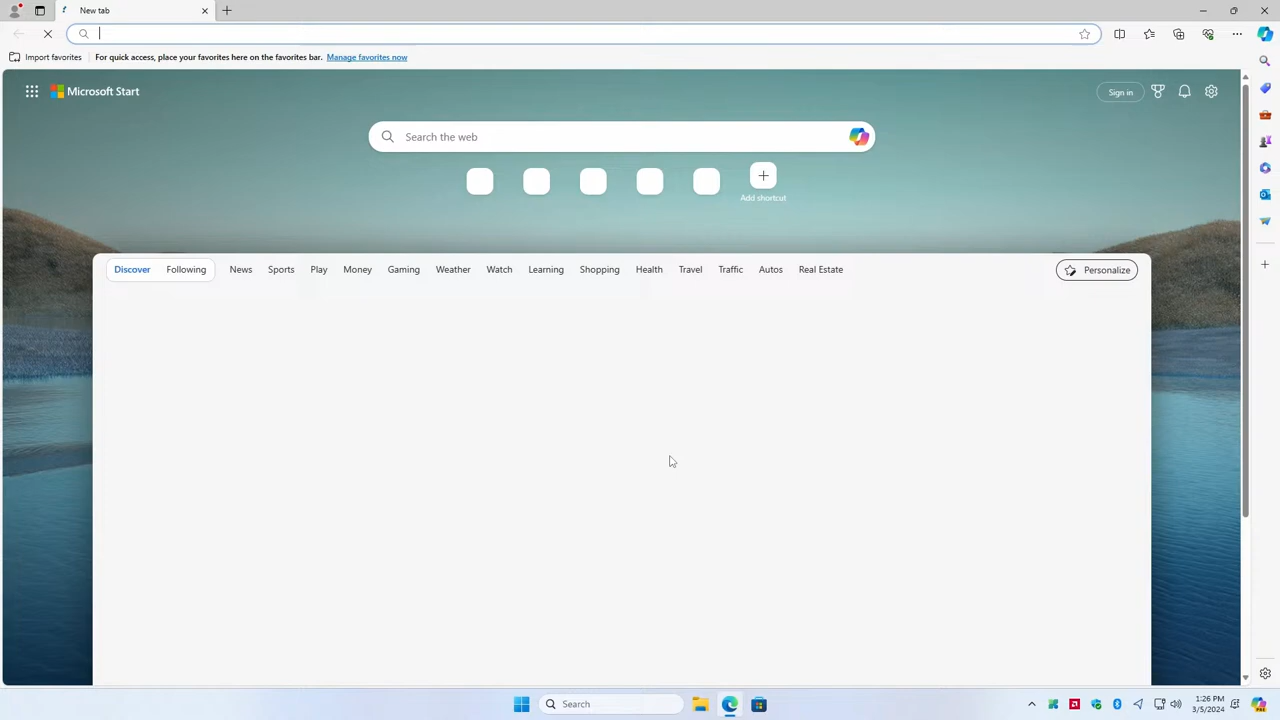 New tab
Import favorites For quick access, place your favorites here on the favorites bar. Manage favorites now
Microsoft Start
Sign in
Search the web
Add shortcut
Discover Following News Sports Play Money Gaming Weather Watch Learning Shopping Health Travel Traffic Autos Real Estate Personalize
Search
1:26 PM
3/5/2024